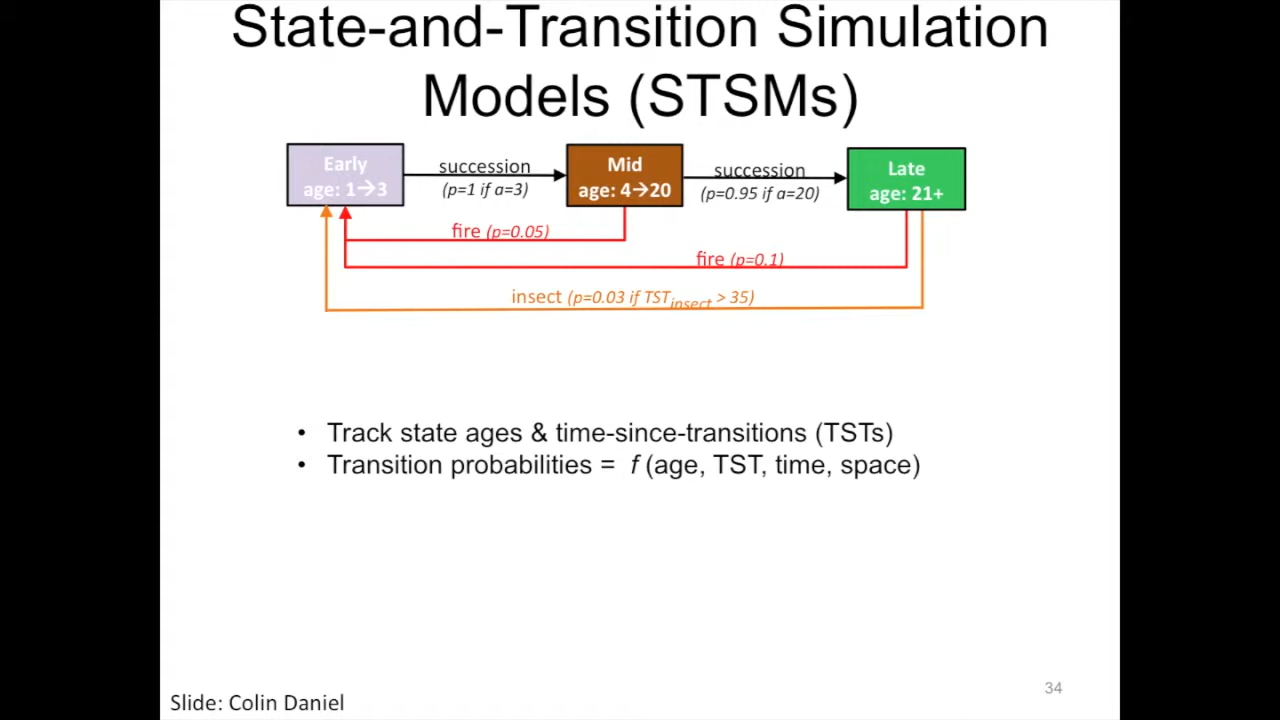 State-and-Transition Simulation
Models (STSMs)
Early
age: 1→3
succession
(p=1 if a=3)
Mid
age: 4→20
succession
(p=0.95 if a=20)
Late
age: 21+
fire (p=0.05)
fire (p=0.1)
insect (p=0.03 if TSTinsect > 35)
• Track state ages & time-since-transitions (TSTs)
• Transition probabilities = f (age, TST, time, space)
34
Slide: Colin Daniel